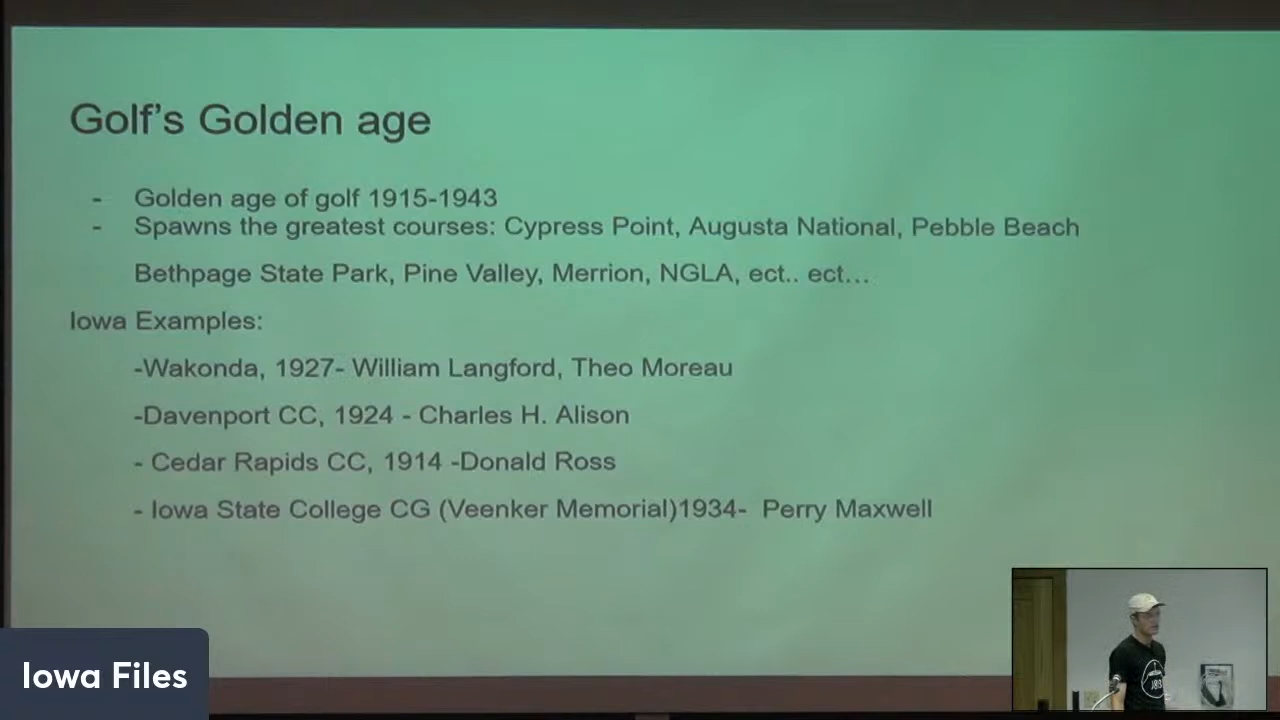 Golf's Golden age
- Golden age of golf 1915-1943
- Spawns the greatest courses: Cypress Point, Augusta National, Pebble Beach
Bethpage State Park, Pine Valley, Merrion, NGLA, ect.. ect...
Iowa Examples:
-Wakonda, 1927- William Langford, Theo Moreau
-Davenport CC, 1924 - Charles H. Alison
- Cedar Rapids CC, 1914 -Donald Ross
- Iowa State College CG (Veenker Memorial)1934- Perry Maxwell
Iowa Files